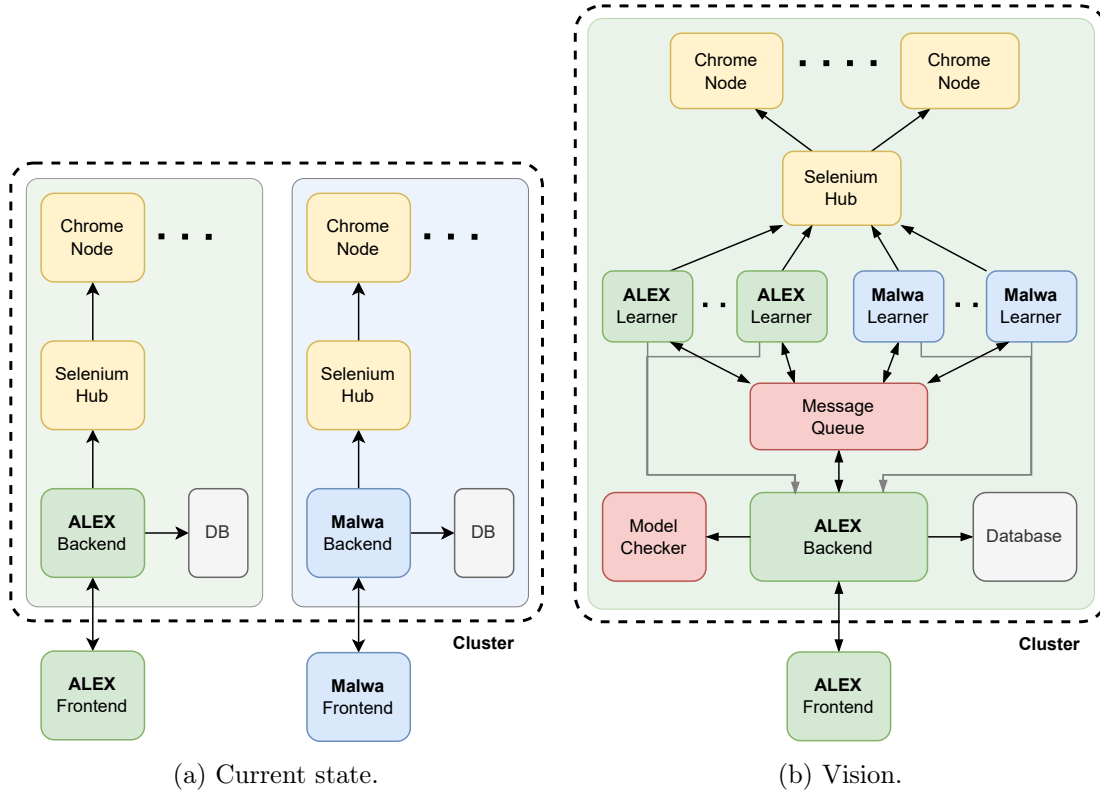 Chrome
Node
Selenium
Hub
ALEX
Backend
DB
ALEX
Frontend
Chrome
Node
Selenium
Hub
Malwa
Backend
DB
Malwa
Frontend
Cluster
(a) Current state.
Chrome
Node
Chrome
Node
Selenium
Hub
ALEX
Learner
ALEX
Learner
Malwa
Learner
Malwa
Learner
Message
Queue
Model
Checker
ALEX
Backend
Database
Cluster
ALEX
Frontend
(b) Vision.